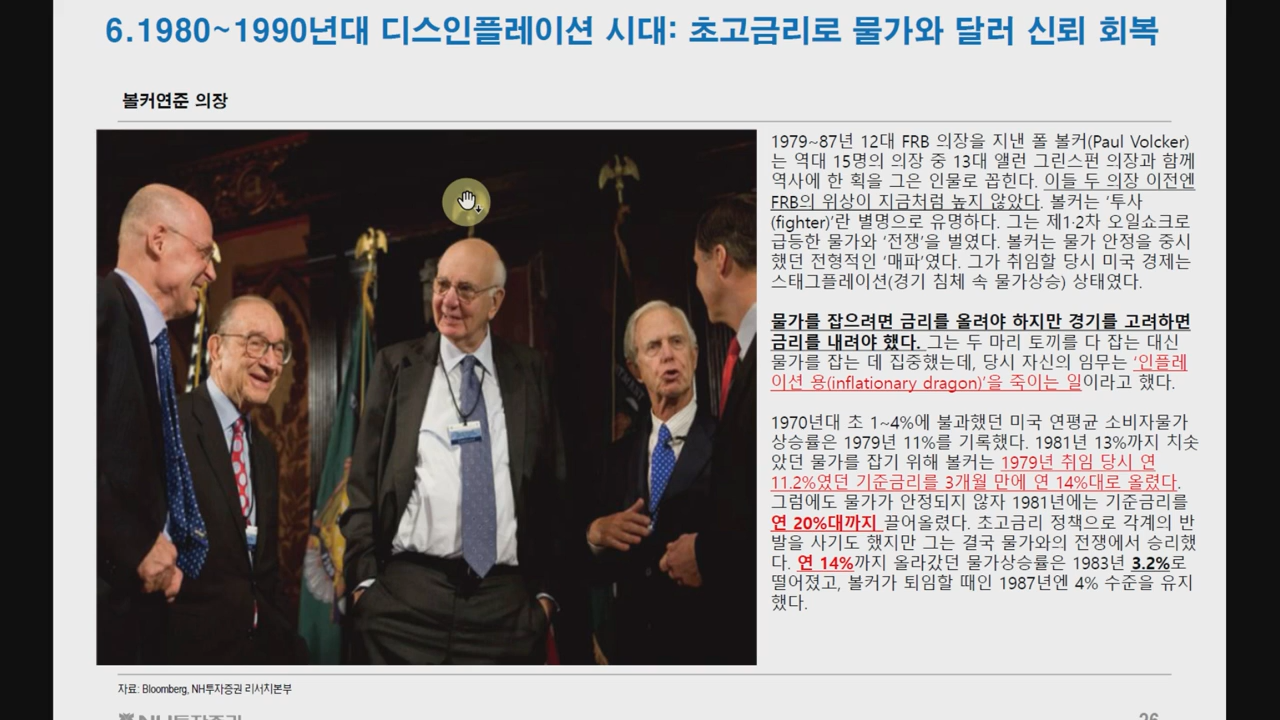 6.1980~1990년대 디스인플레이션 시대: 초고금리로 물가와 달러 신뢰 회복
볼커연준 의장
1979~87년 12대 FRB 의장을 지낸 폴 볼커(Paul Volcker)
는 역대 15명의 의장 중 13대 앨런 그린스펀 의장과 함께
역사에 한 획을 그은 인물로 꼽힌다. 이들 두 의장 이전엔
FRB의 위상이 지금처럼 높지 않았다. 볼커는 ‘투사
(fighter)’란 별명으로 유명하다. 그는 제1·2차 오일쇼크로
급등한 물가와 ‘전쟁’을 벌였다. 볼커는 물가 안정을 중시
했던 전형적인 ‘매파’였다. 그가 취임할 당시 미국 경제는
스태그플레이션(경기 침체 속 물가상승) 상태였다.
물가를 잡으려면 금리를 올려야 하지만 경기를 고려하면
금리를 내려야 했다. 그는 두 마리 토끼를 다 잡는 대신
물가를 잡는 데 집중했는데, 당시 자신의 임무는 ‘인플레
이션 용(inflationary dragon)’을 죽이는 일이라고 했다.
1970년대 초 1~4%에 불과했던 미국 연평균 소비자물가
상승률은 1979년 11%를 기록했다. 1981년 13%까지 치솟
았던 물가를 잡기 위해 볼커는 1979년 취임 당시 연
11.2%였던 기준금리를 3개월 만에 연 14%대로 올렸다.
그럼에도 물가가 안정되지 않자 1981년에는 기준금리를
연 20%대까지 끌어올렸다. 초고금리 정책으로 각계의 반
발을 사기도 했지만 그는 결국 물가와의 전쟁에서 승리했
다. 연 14%까지 올라갔던 물가상승률은 1983년 3.2%로
떨어졌고, 볼커가 퇴임할 때인 1987년엔 4% 수준을 유지
했다.
자료: Bloomberg, NH투자증권 리서치본부
NH투자증권
26